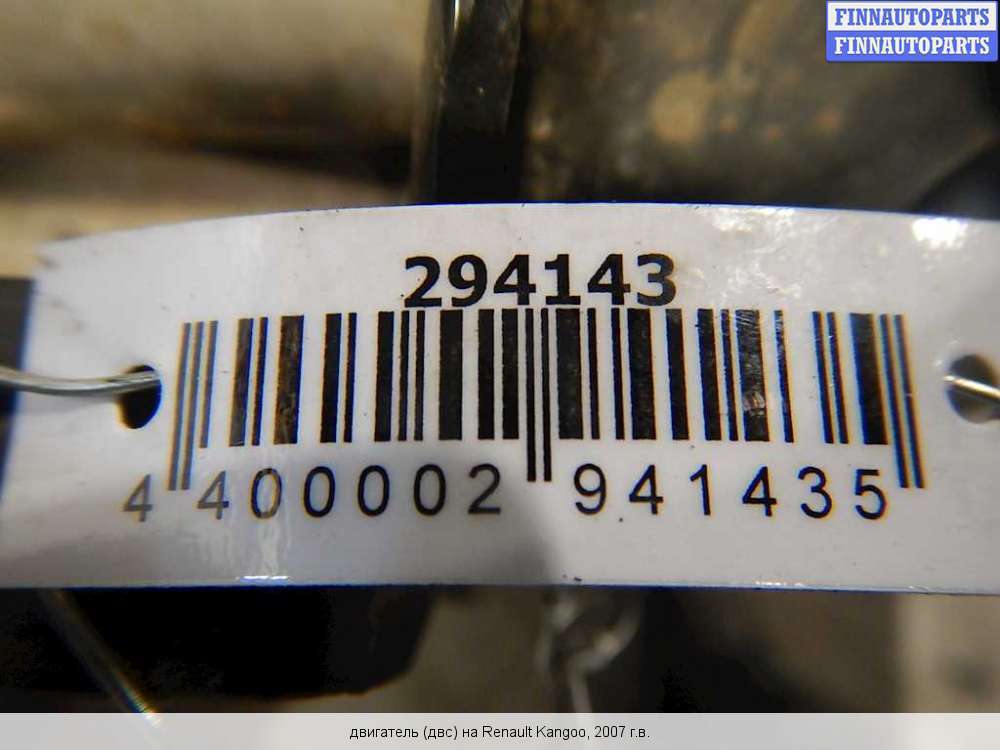 FINNAUTOPARTS
FINNAUTOPARTS
294143
4 400002 941435
двигатель (двс) на Renault Kangoo, 2007 г.в.